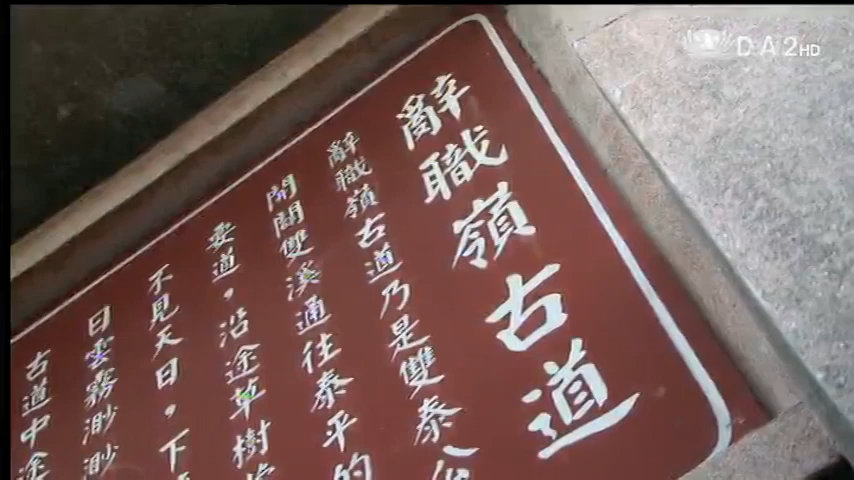 辭職嶺古道
辭職嶺古道乃是雙泰公
開闢雙溪通往泰平的
要道，沿途草樹
不見天日，下
日雲霧渺渺
古道中途
DA2HD